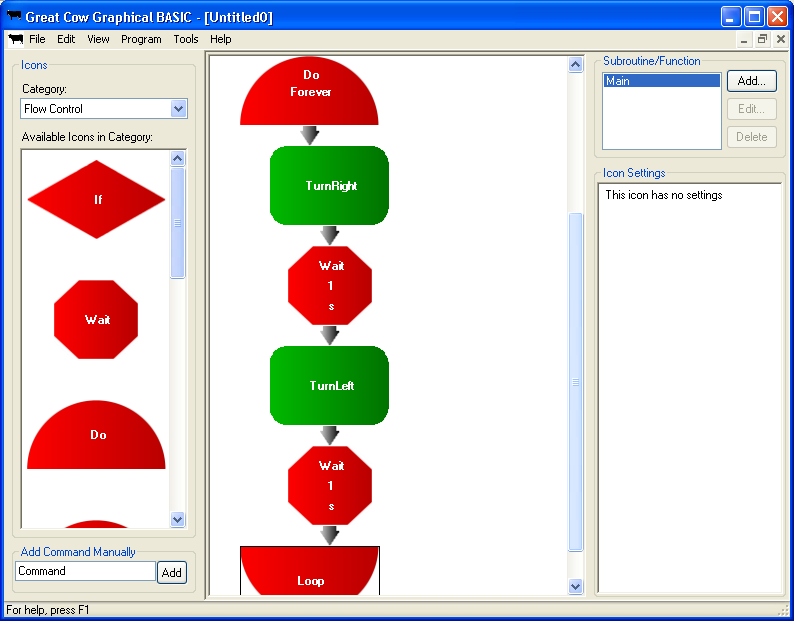 Great Cow Graphical BASIC - [Untitled0]
File Edit View Program Tools Help
Icons
Category:
Flow Control
Available Icons in Category:
If
Wait
Do
Add Command Manually
Command
Add
Do
Forever
TurnRight
Wait
1
s
TurnLeft
Wait
1
s
Loop
Subroutine/Function
Main
Add...
Edit...
Delete
Icon Settings
This icon has no settings
For help, press F1